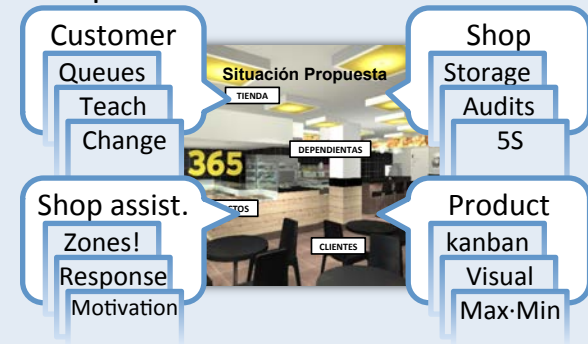 Customer
Queues
Teach
Change
Shop
Storage
Audits
5S
Situación Propuesta
TIENDA
DEPENDIENTAS
365
CLIENTES
Shop assist.
Zones!
Response
Motivation
Product
kanban
Visual
Max·Min